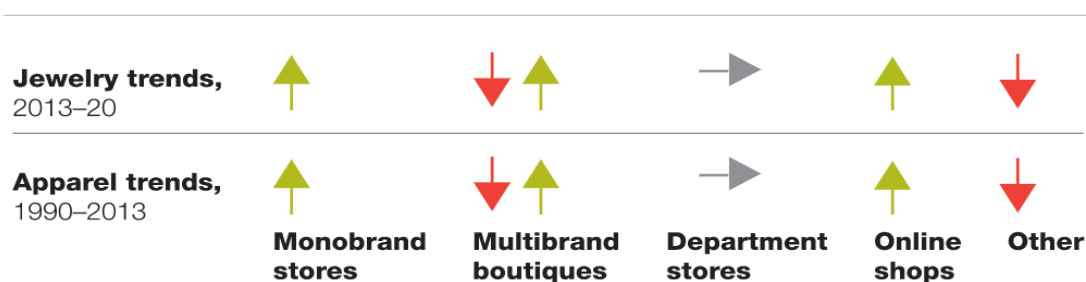 Jewelry trends,
2013–20
Apparel trends,
1990–2013
Monobrand stores
Multibrand boutiques
Department stores
Online shops
Other